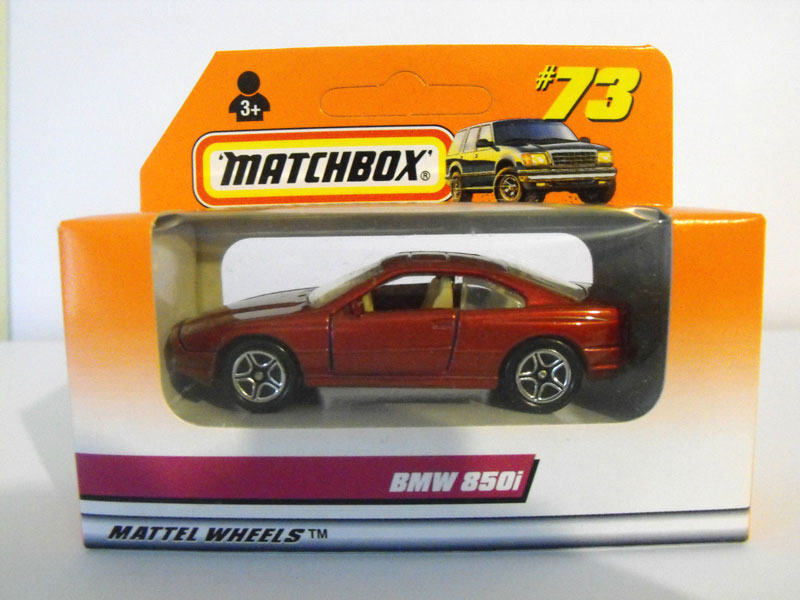 #73
3+
'MATCHBOX'®
BMW 850i
MATTEL WHEELS™